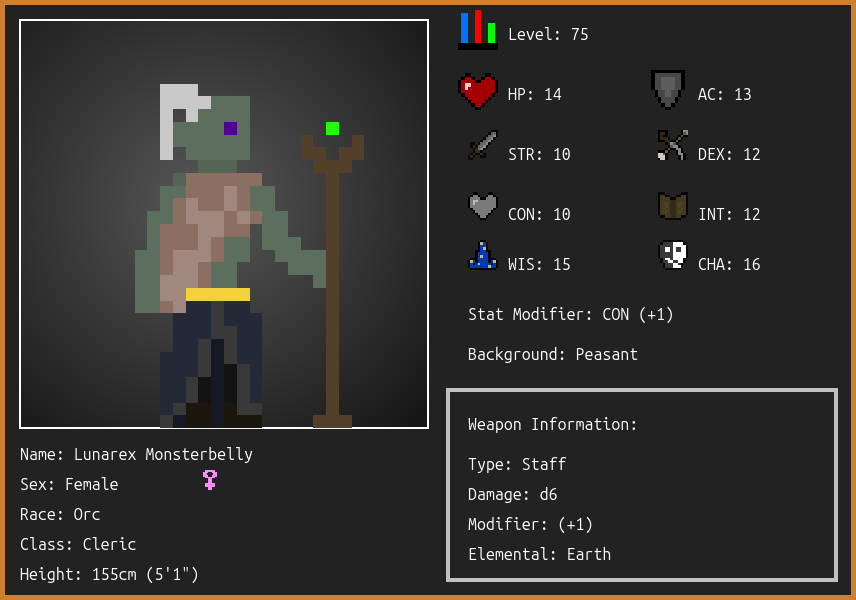 Level: 75
HP: 14
AC: 13
STR: 10
DEX: 12
CON: 10
INT: 12
WIS: 15
CHA: 16
Stat Modifier: CON (+1)
Background: Peasant
Weapon Information:
Type: Staff
Damage: d6
Modifier: (+1)
Elemental: Earth
Name: Lunarex Monsterbelly
Sex: Female
Race: Orc
Class: Cleric
Height: 155cm (5'1")